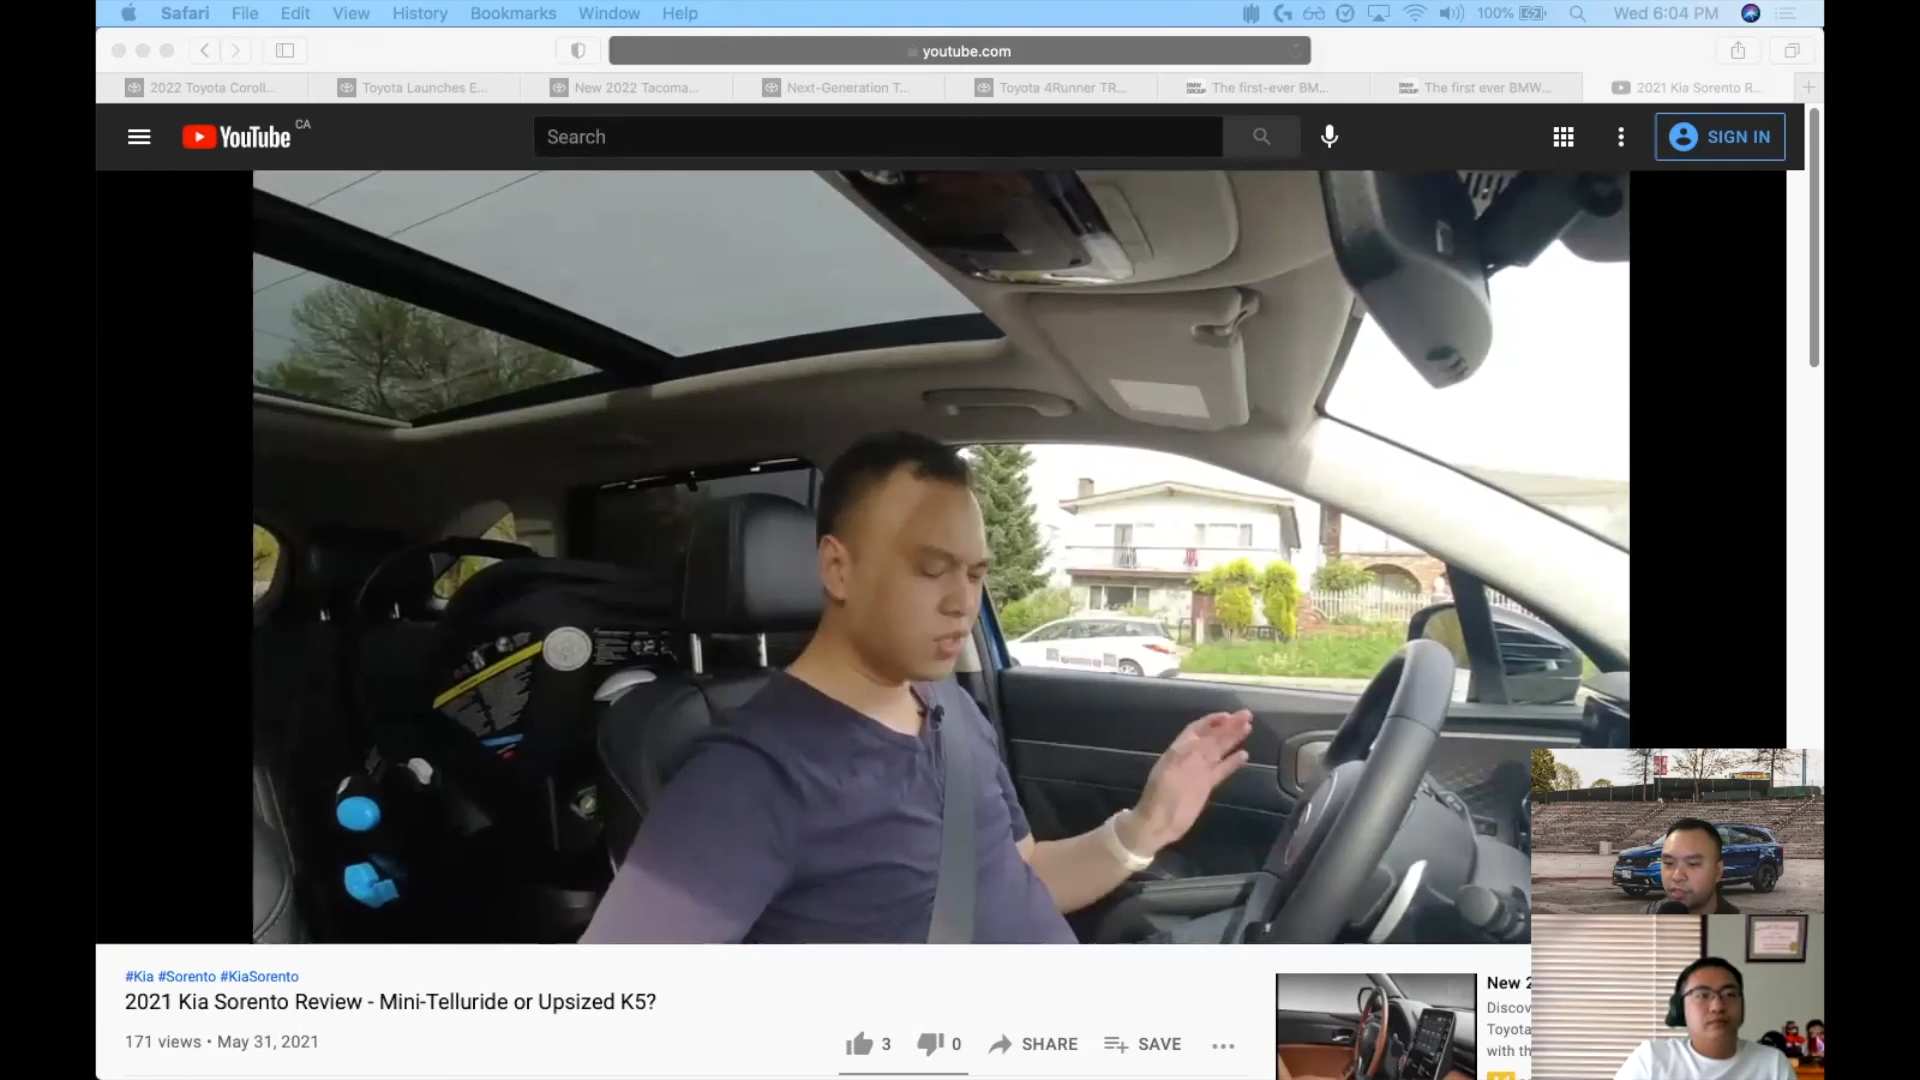 Safari File Edit View History Bookmarks Window Help 100% Wed 6:04 PM
youtube.com
2022 Toyota Coroll... Toyota Launches E... New 2022 Tacoma... Next-Generation T... Toyota 4Runner TR... The first-ever BM... The first ever BMW... 2021 Kia Sorento R...
YouTube CA Search SIGN IN
#Kia #Sorento #KiaSorento
2021 Kia Sorento Review - Mini-Telluride or Upsized K5?
171 views • May 31, 2021
3 0 SHARE SAVE
New 2
Discov
Toyota
with th